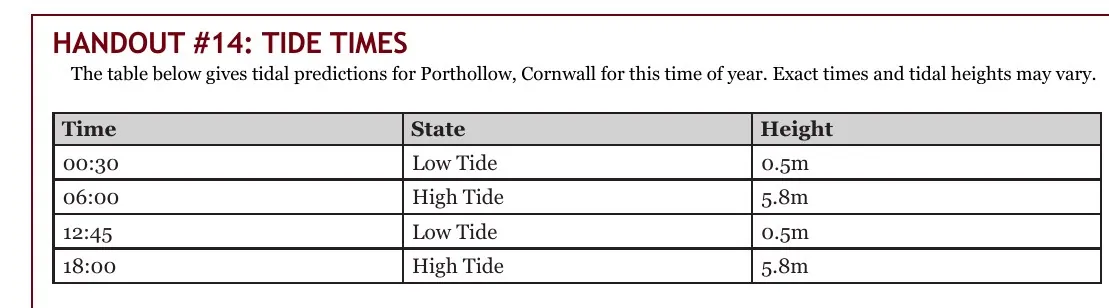 HANDOUT #14: TIDE TIMES
The table below gives tidal predictions for Porthollow, Cornwall for this time of year. Exact times and tidal heights may vary.
Time State Height
00:30 Low Tide 0.5m
06:00 High Tide 5.8m
12:45 Low Tide 0.5m
18:00 High Tide 5.8m